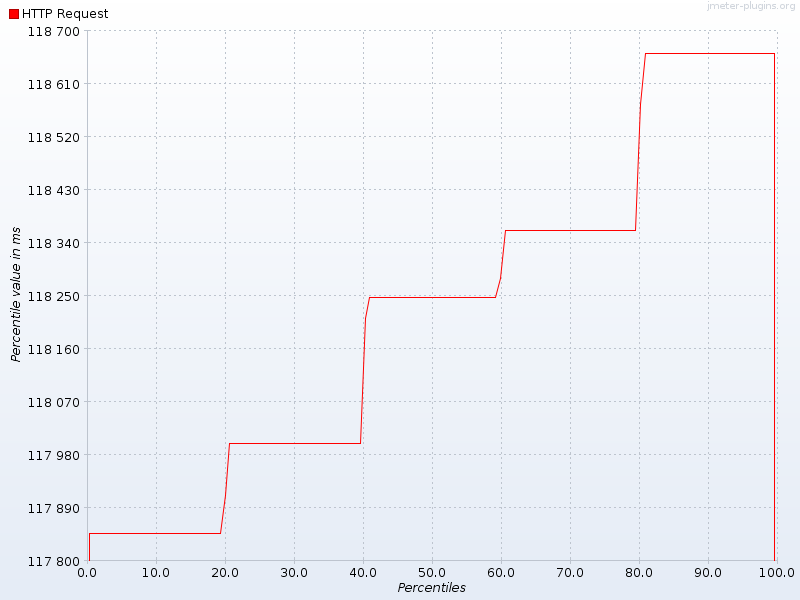 jmeter-plugins.org
HTTP Request
118 700
118 610
118 520
118 430
118 340
118 250
118 160
118 070
117 980
117 890
117 800
Percentile value in ms
0.0 10.0 20.0 30.0 40.0 50.0 60.0 70.0 80.0 90.0 100.0
Percentiles